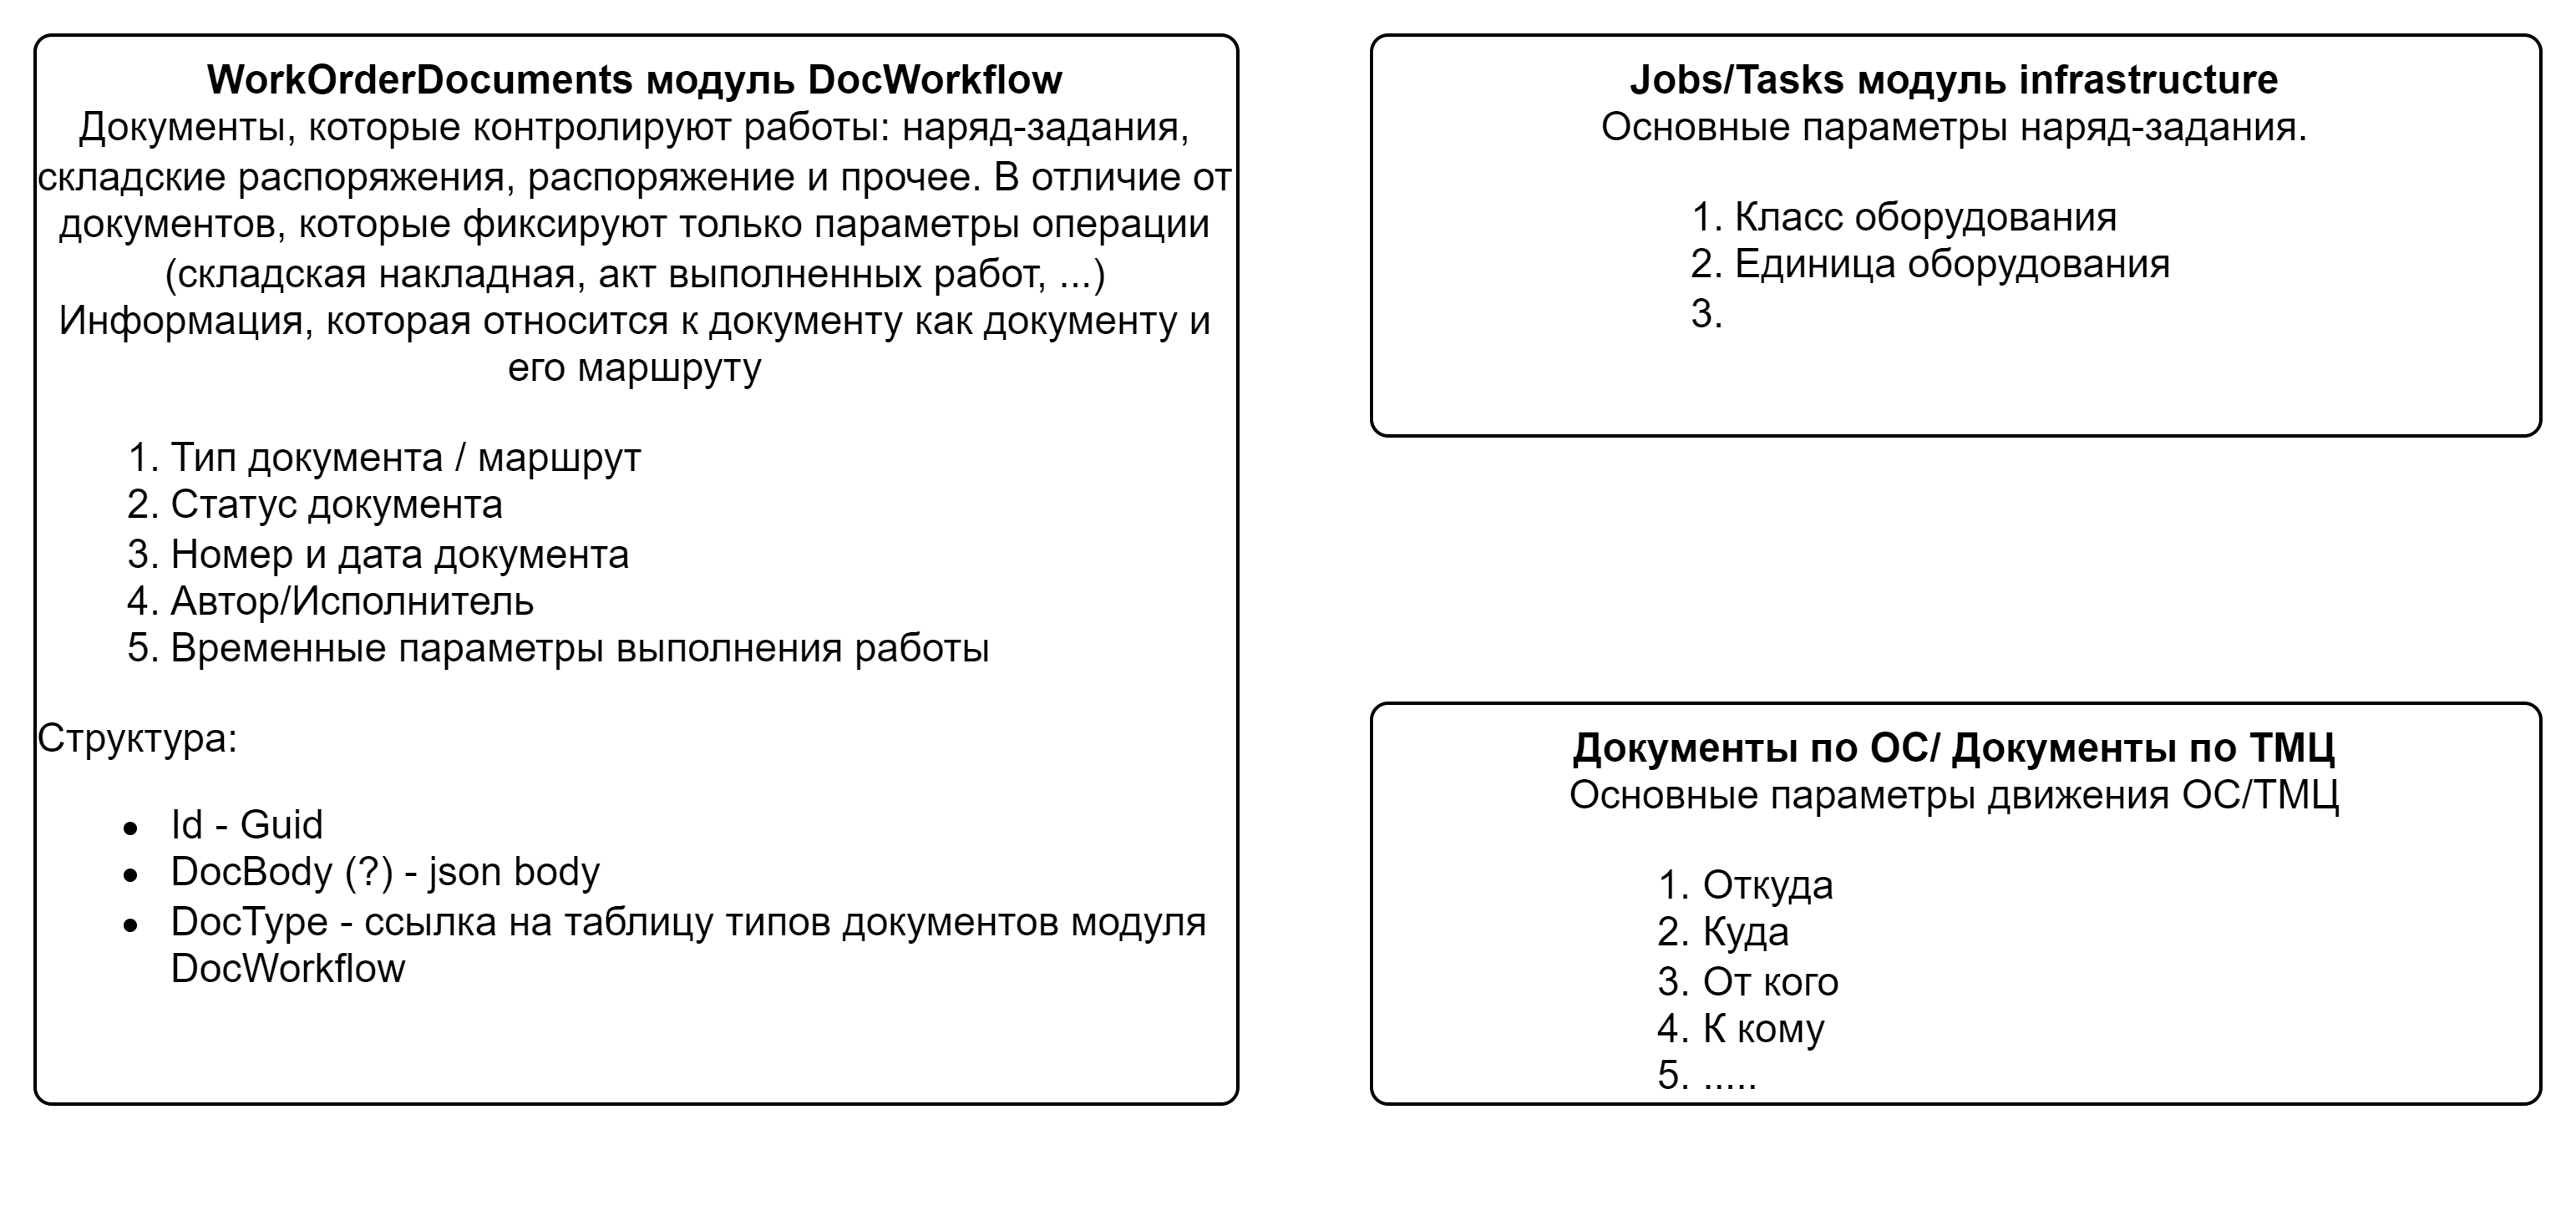 WorkOrderDocuments модуль DocWorkflow
Документы, которые контролируют работы: наряд-задания,
складские распоряжения, распоряжение и прочее. В отличие от
документов, которые фиксируют только параметры операции
(складская накладная, акт выполненных работ, ...)
Информация, которая относится к документу как документу и
его маршруту
1. Тип документа / маршрут
2. Статус документа
3. Номер и дата документа
4. Автор/Исполнитель
5. Временные параметры выполнения работы
Структура:
• Id - Guid
• DocBody (?) - json body
• DocType - ссылка на таблицу типов документов модуля
DocWorkflow
Jobs/Tasks модуль infrastructure
Основные параметры наряд-задания.
1. Класс оборудования
2. Единица оборудования
3.
Документы по ОС/ Документы по ТМЦ
Основные параметры движения ОС/ТМЦ
1. Откуда
2. Куда
3. От кого
4. К кому
5. .....